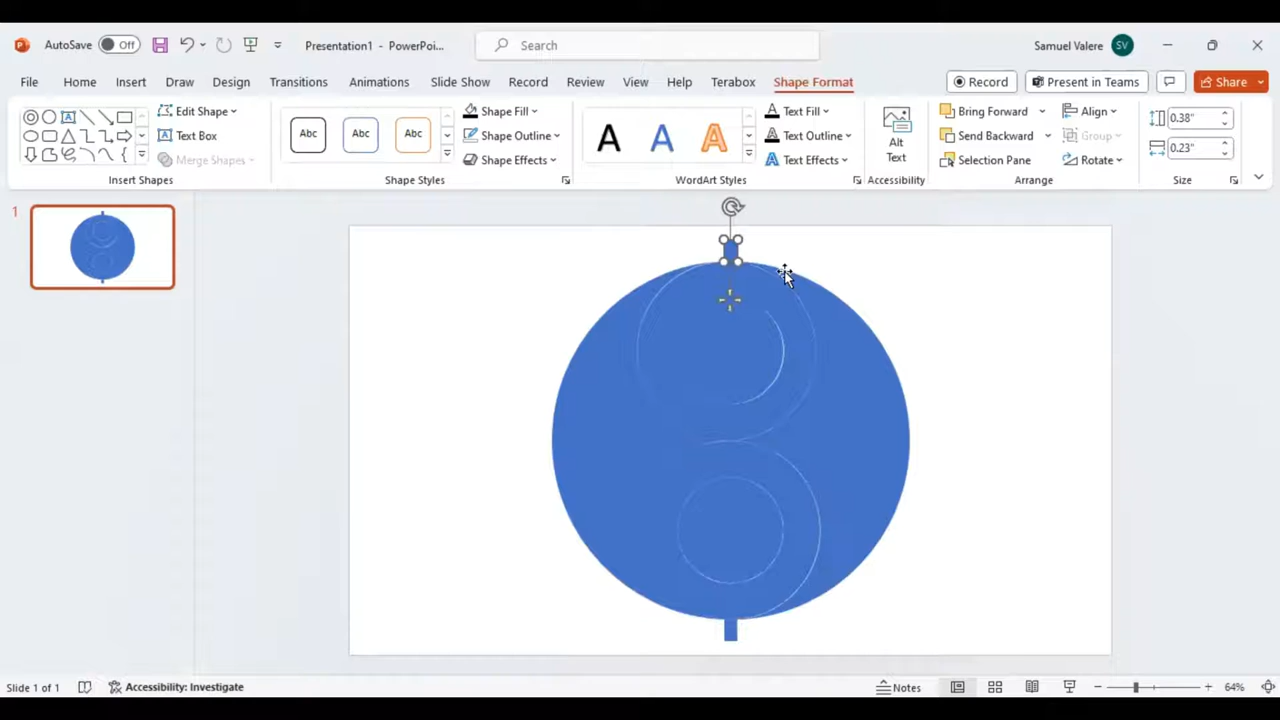 AutoSave Off Presentation1 - PowerPoi... Search Samuel Valere SV
File Home Insert Draw Design Transitions Animations Slide Show Record Review View Help Terabox Shape Format Record Present in Teams Share
Edit Shape Abc Abc Abc Shape Fill A A A Text Fill Bring Forward Align 0.38"
Text Box Shape Outline Text Outline Alt Text Send Backward Group 0.23"
Merge Shapes Shape Effects Text Effects Selection Pane Rotate
Insert Shapes Shape Styles WordArt Styles Accessibility Arrange Size
1
Slide 1 of 1 Accessibility: Investigate Notes 64%